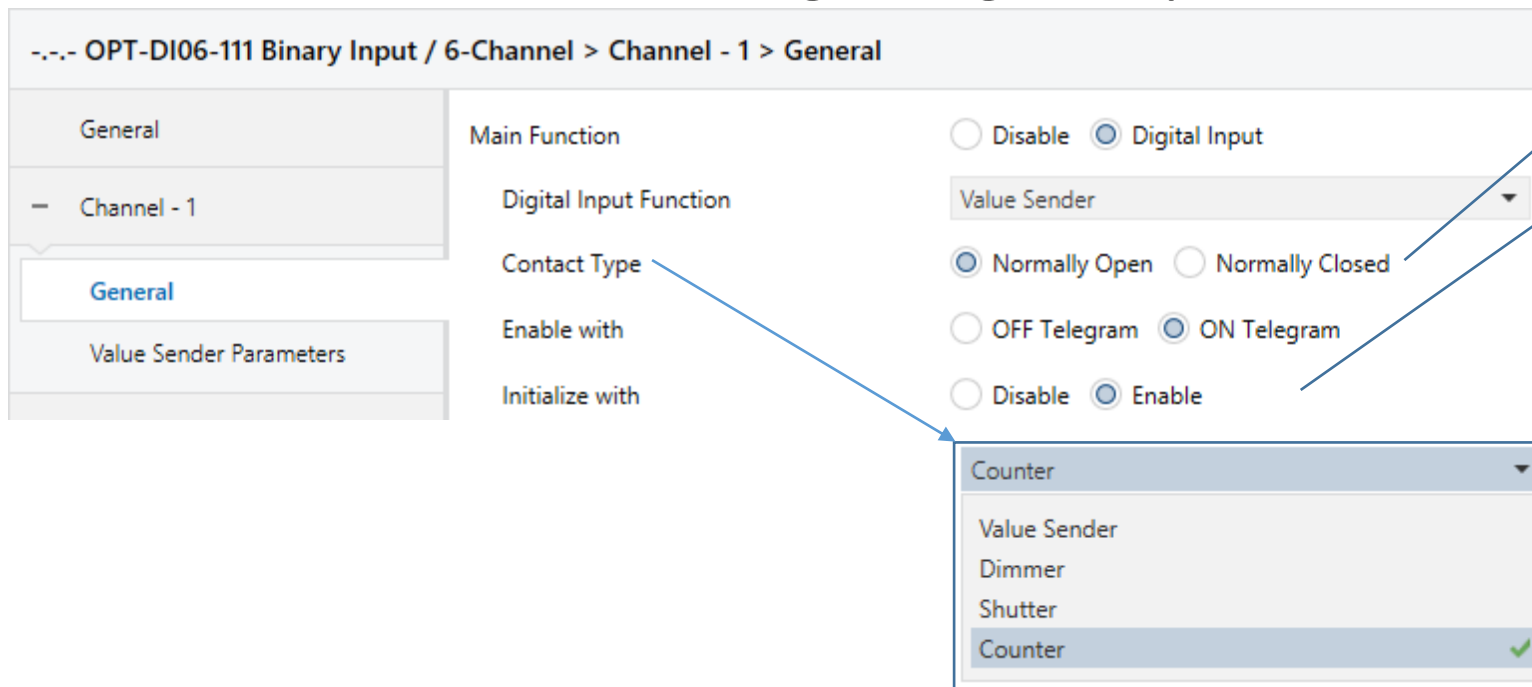 -.-.- OPT-DI06-111 Binary Input / 6-Channel > Channel - 1 > General
General
Main Function Disable Digital Input
− Channel - 1
Digital Input Function Value Sender
Contact Type Normally Open Normally Closed
General
Enable with OFF Telegram ON Telegram
Value Sender Parameters
Initialize with Disable Enable
Counter
Value Sender
Dimmer
Shutter
Counter